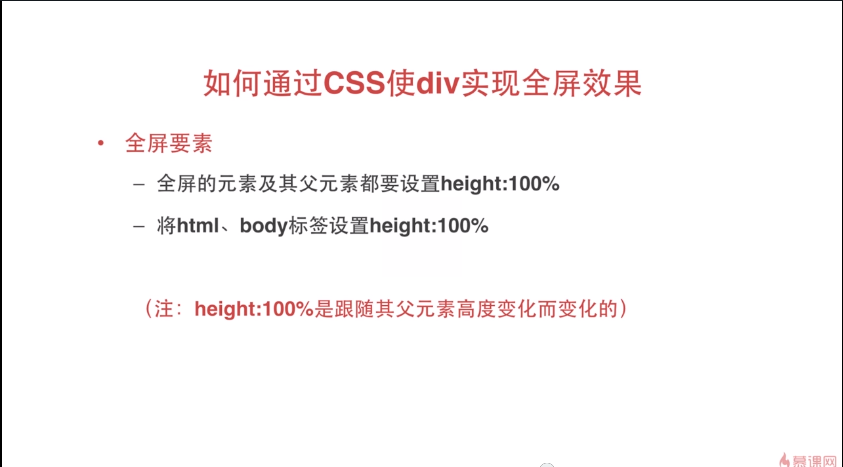 如何通过CSS使div实现全屏效果
• 全屏要素
– 全屏的元素及其父元素都要设置height:100%
– 将html、body标签设置height:100%
（注：height:100%是跟随其父元素高度变化而变化的）
慕课网